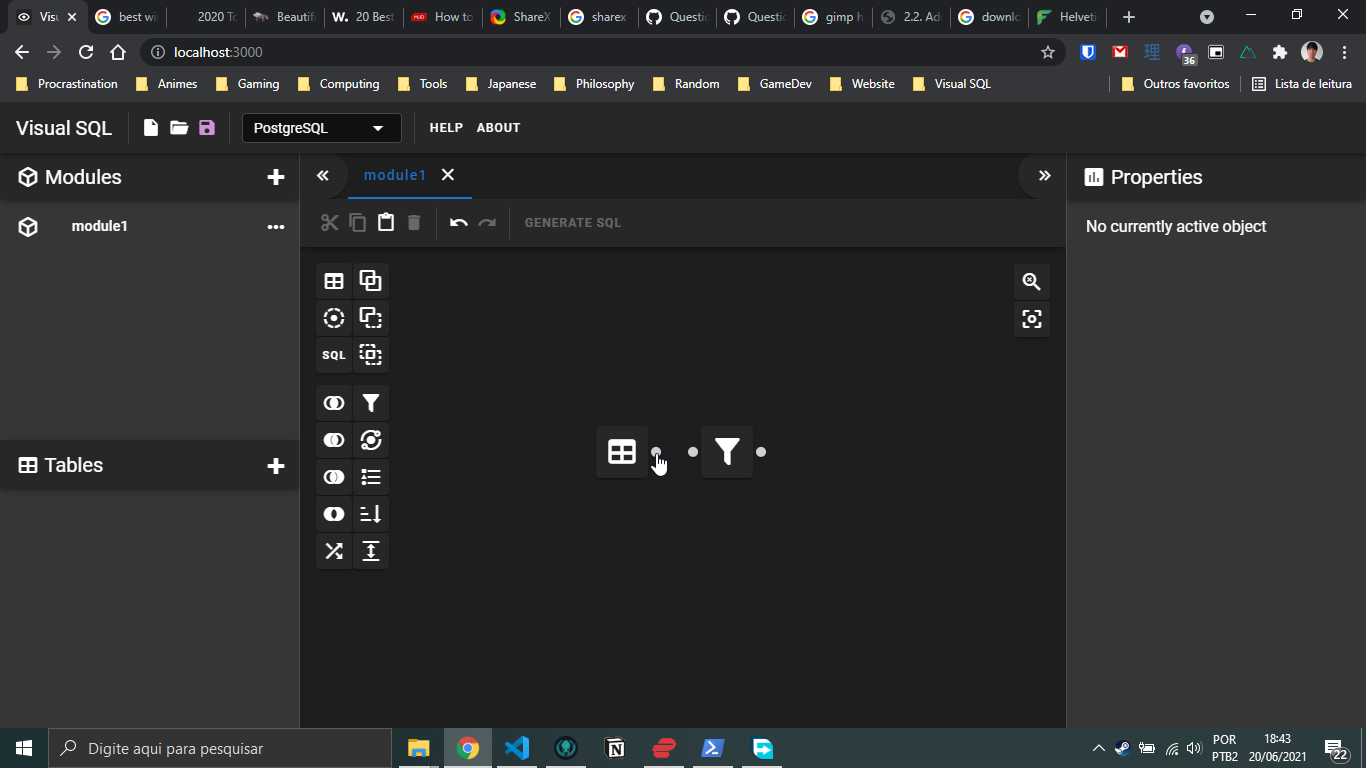 Visu
best wi
2020 To
Beautif
W. 20 Best
HUD How to
ShareX
sharex
Questic
Questic
gimp h
2.2. Ad
downlo
Helveti
localhost:3000
36
Procrastination
Animes
Gaming
Computing
Tools
Japanese
Philosophy
Random
GameDev
Website
Visual SQL
Outros favoritos
Lista de leitura
Visual SQL
PostgreSQL
HELP
ABOUT
Modules
module1
Properties
module1
GENERATE SQL
No currently active object
SQL
Tables
Digite aqui para pesquisar
POR
PTB2
18:43
20/06/2021
22